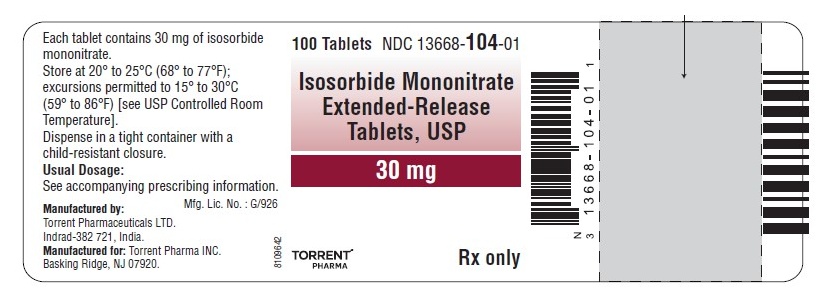 Each tablet contains 30 mg of isosorbide
mononitrate.
Store at 20° to 25°C (68° to 77°F);
excursions permitted to 15° to 30°C
(59° to 86°F) [see USP Controlled Room
Temperature].
Dispense in a tight container with a
child-resistant closure.
Usual Dosage:
See accompanying prescribing information.
Mfg. Lic. No. : G/926
Manufactured by:
Torrent Pharmaceuticals LTD.
Indrad-382 721, India.
Manufactured for: Torrent Pharma INC.
Basking Ridge, NJ 07920.
8109642
100 Tablets NDC 13668-104-01
Isosorbide Mononitrate
Extended-Release
Tablets, USP
30 mg
TORRENT
PHARMA
Rx only
N
3 13668-104-01 1